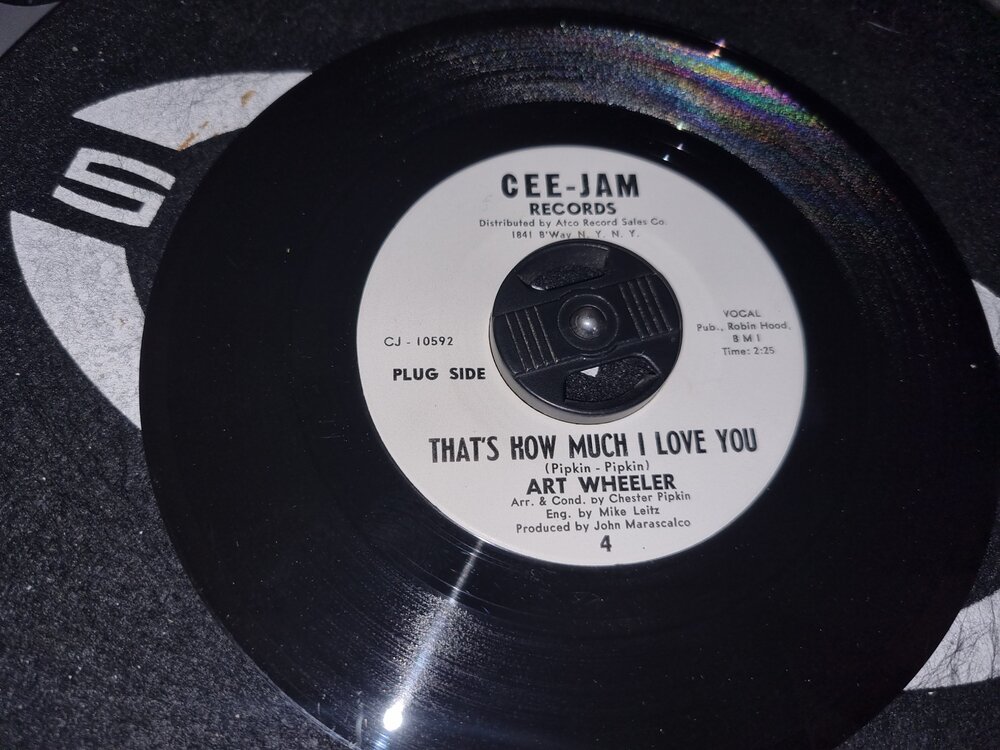 CEE-JAM
RECORDS
Distributed by Atco Record Sales Co.
1841 B'Way N. Y. N. Y.
CJ - 10592
PLUG SIDE
VOCAL
Pub., Robin Hood,
B M I
Time: 2:25
THAT'S HOW MUCH I LOVE YOU
(Pipkin - Pipkin)
ART WHEELER
Arr. & Cond. by Chester Pipkin
Eng. by Mike Leitz
Produced by John Marascalco
4